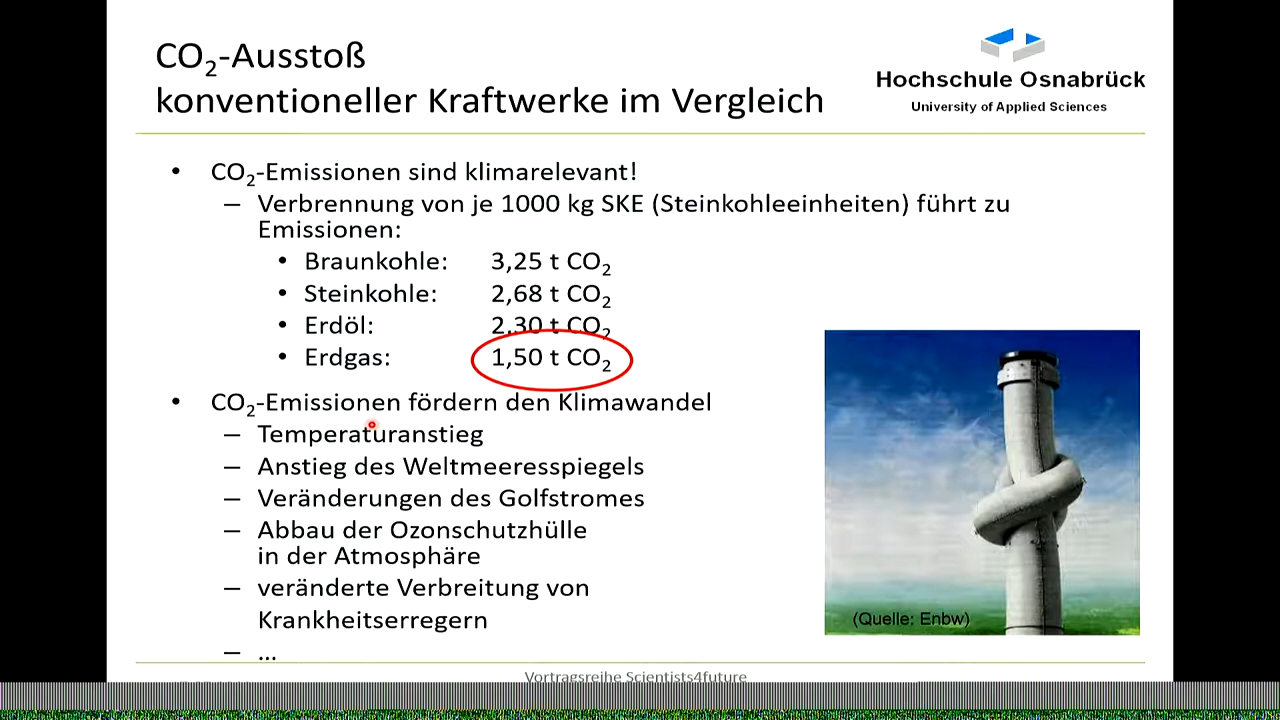 CO₂-Ausstoß
konventioneller Kraftwerke im Vergleich
Hochschule Osnabrück
University of Applied Sciences
• CO₂-Emissionen sind klimarelevant!
– Verbrennung von je 1000 kg SKE (Steinkohleeinheiten) führt zu
Emissionen:
• Braunkohle: 3,25 t CO₂
• Steinkohle: 2,68 t CO₂
• Erdöl: 2,30 t CO₂
• Erdgas: 1,50 t CO₂
• CO₂-Emissionen fördern den Klimawandel
– Temperaturanstieg
– Anstieg des Weltmeeresspiegels
– Veränderungen des Golfstromes
– Abbau der Ozonschutzhülle
in der Atmosphäre
– veränderte Verbreitung von
Krankheitserregern
– ...
(Quelle: Enbw)
Vortragsreihe Scientists4future